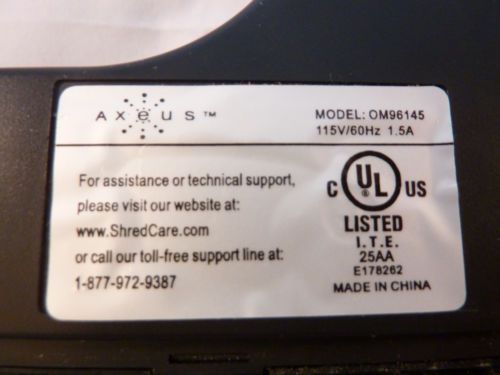 AXeUS™
MODEL: OM96145
115V/60Hz 1.5A
For assistance or technical support,
please visit our website at:
www.ShredCare.com
or call our toll-free support line at:
1-877-972-9387
C UL® US
LISTED
I.T.E.
25AA
E178262
MADE IN CHINA